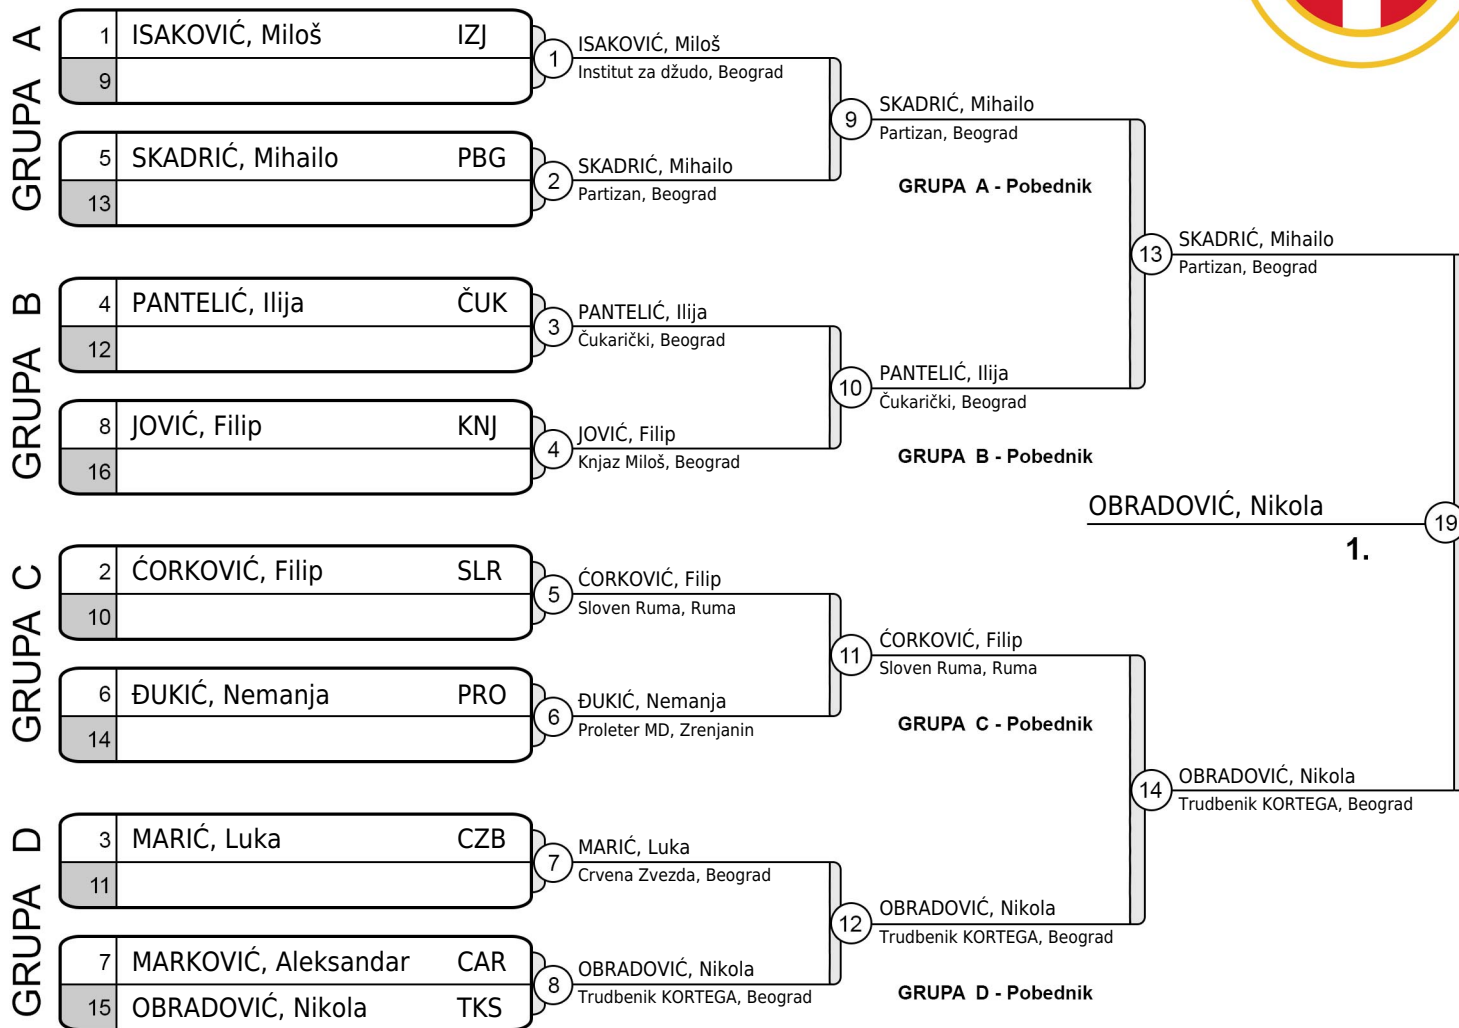 GRUPA A
1 ISAKOVIĆ, Miloš IZJ
9
5 SKADRIĆ, Mihailo PBG
13
GRUPA B
4 PANTELIĆ, Ilija ČUK
12
8 JOVIĆ, Filip KNJ
16
GRUPA C
2 ĆORKOVIĆ, Filip SLR
10
6 ĐUKIĆ, Nemanja PRO
14
GRUPA D
3 MARIĆ, Luka CZB
11
7 MARKOVIĆ, Aleksandar CAR
15 OBRADOVIĆ, Nikola TKS
1
ISAKOVIĆ, Miloš
Institut za džudo, Beograd
2
SKADRIĆ, Mihailo
Partizan, Beograd
3
PANTELIĆ, Ilija
Čukarički, Beograd
4
JOVIĆ, Filip
Knjaz Miloš, Beograd
5
ĆORKOVIĆ, Filip
Sloven Ruma, Ruma
6
ĐUKIĆ, Nemanja
Proleter MD, Zrenjanin
7
MARIĆ, Luka
Crvena Zvezda, Beograd
8
OBRADOVIĆ, Nikola
Trudbenik KORTEGA, Beograd
9
SKADRIĆ, Mihailo
Partizan, Beograd
GRUPA A - Pobednik
10
PANTELIĆ, Ilija
Čukarički, Beograd
GRUPA B - Pobednik
11
ĆORKOVIĆ, Filip
Sloven Ruma, Ruma
GRUPA C - Pobednik
12
OBRADOVIĆ, Nikola
Trudbenik KORTEGA, Beograd
GRUPA D - Pobednik
13
SKADRIĆ, Mihailo
Partizan, Beograd
14
OBRADOVIĆ, Nikola
Trudbenik KORTEGA, Beograd
OBRADOVIĆ, Nikola
19
1.